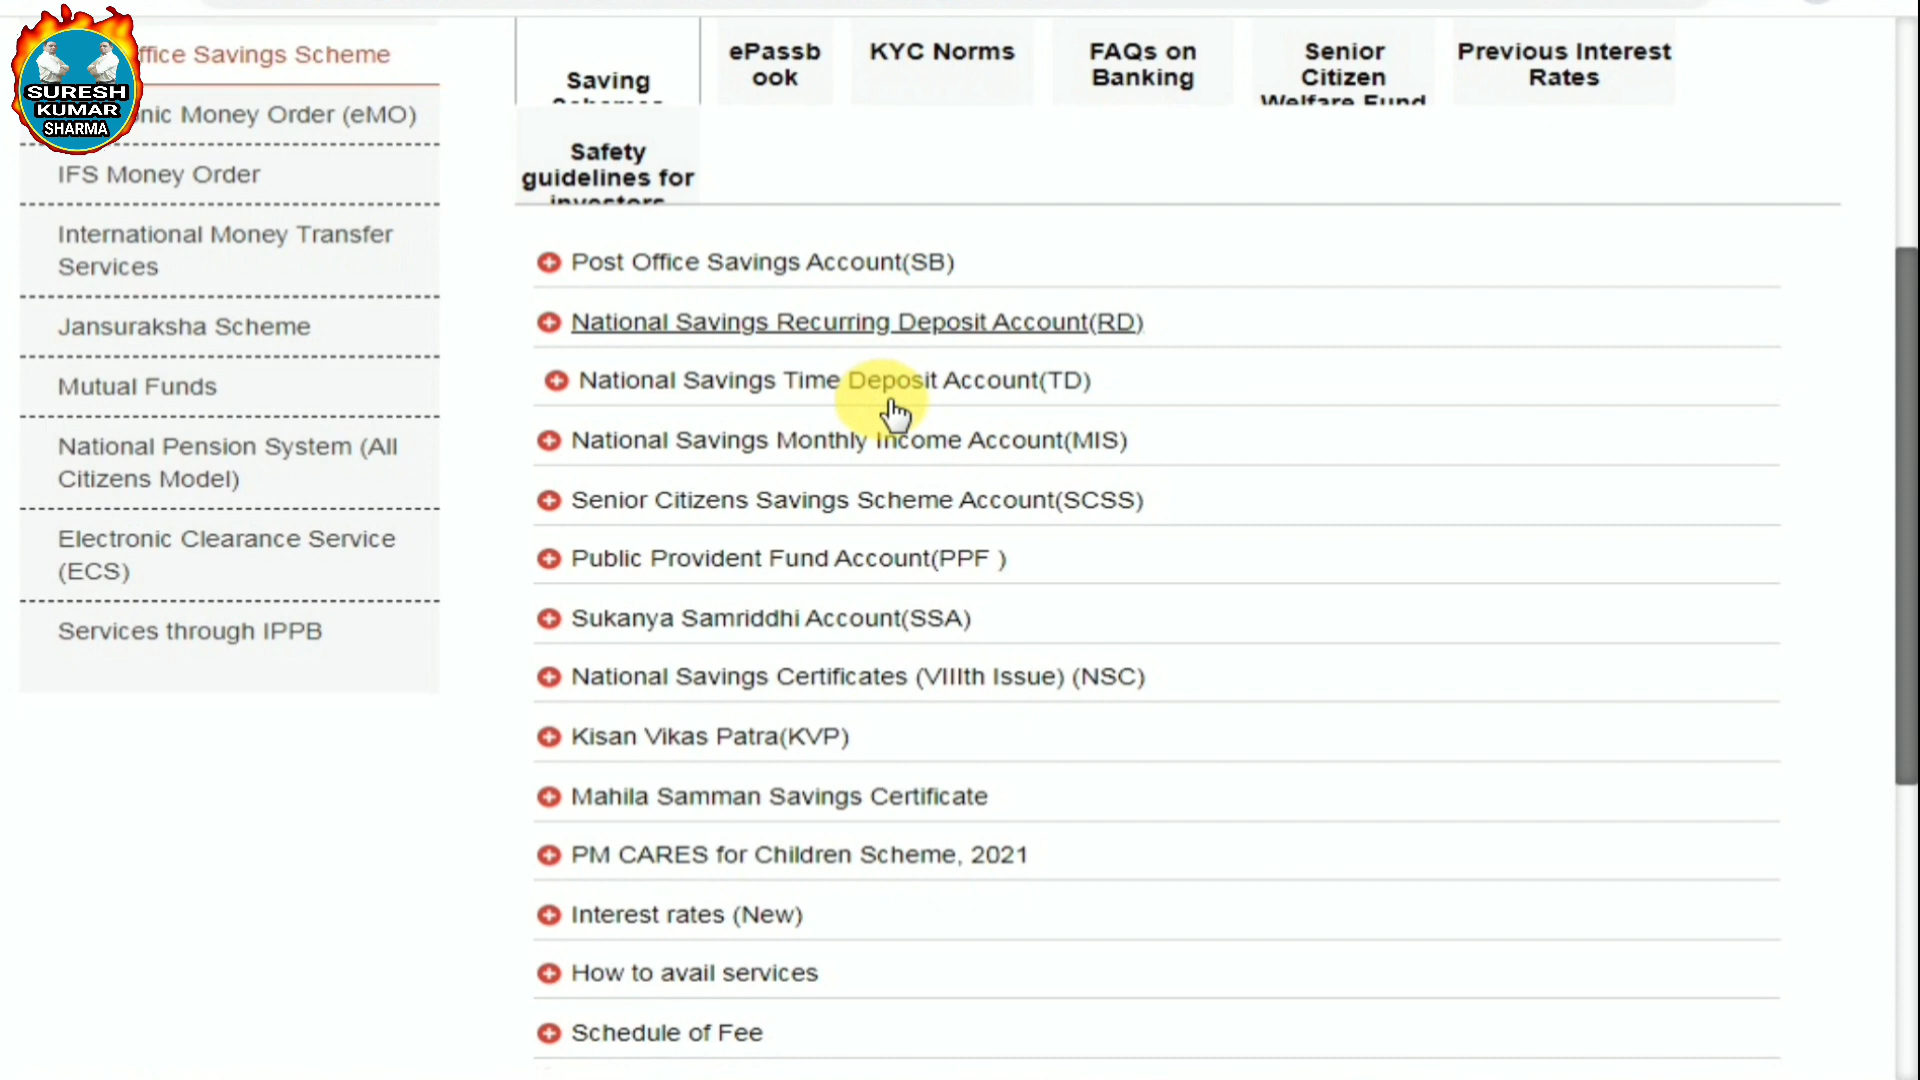 SURESH
KUMAR
SHARMA
ffice Savings Scheme
nic Money Order (eMO)
IFS Money Order
International Money Transfer
Services
Jansuraksha Scheme
Mutual Funds
National Pension System (All
Citizens Model)
Electronic Clearance Service
(ECS)
Services through IPPB
Saving
Schemes
ePassb
ook
KYC Norms
FAQs on
Banking
Senior
Citizen
Welfare Fund
Previous Interest
Rates
Safety
guidelines for
investors
Post Office Savings Account(SB)
National Savings Recurring Deposit Account(RD)
National Savings Time Deposit Account(TD)
National Savings Monthly Income Account(MIS)
Senior Citizens Savings Scheme Account(SCSS)
Public Provident Fund Account(PPF )
Sukanya Samriddhi Account(SSA)
National Savings Certificates (VIIIth Issue) (NSC)
Kisan Vikas Patra(KVP)
Mahila Samman Savings Certificate
PM CARES for Children Scheme, 2021
Interest rates (New)
How to avail services
Schedule of Fee